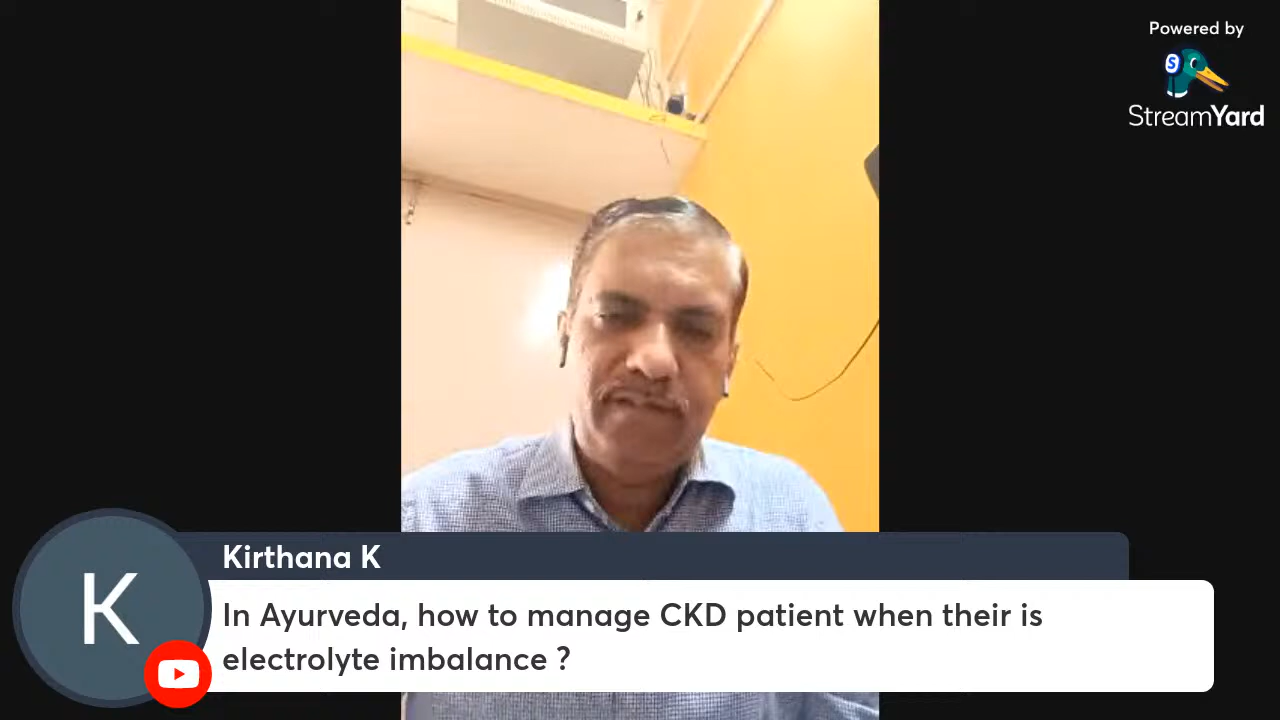 Powered by
S
StreamYard
Kirthana K
K
In Ayurveda, how to manage CKD patient when their is
electrolyte imbalance ?